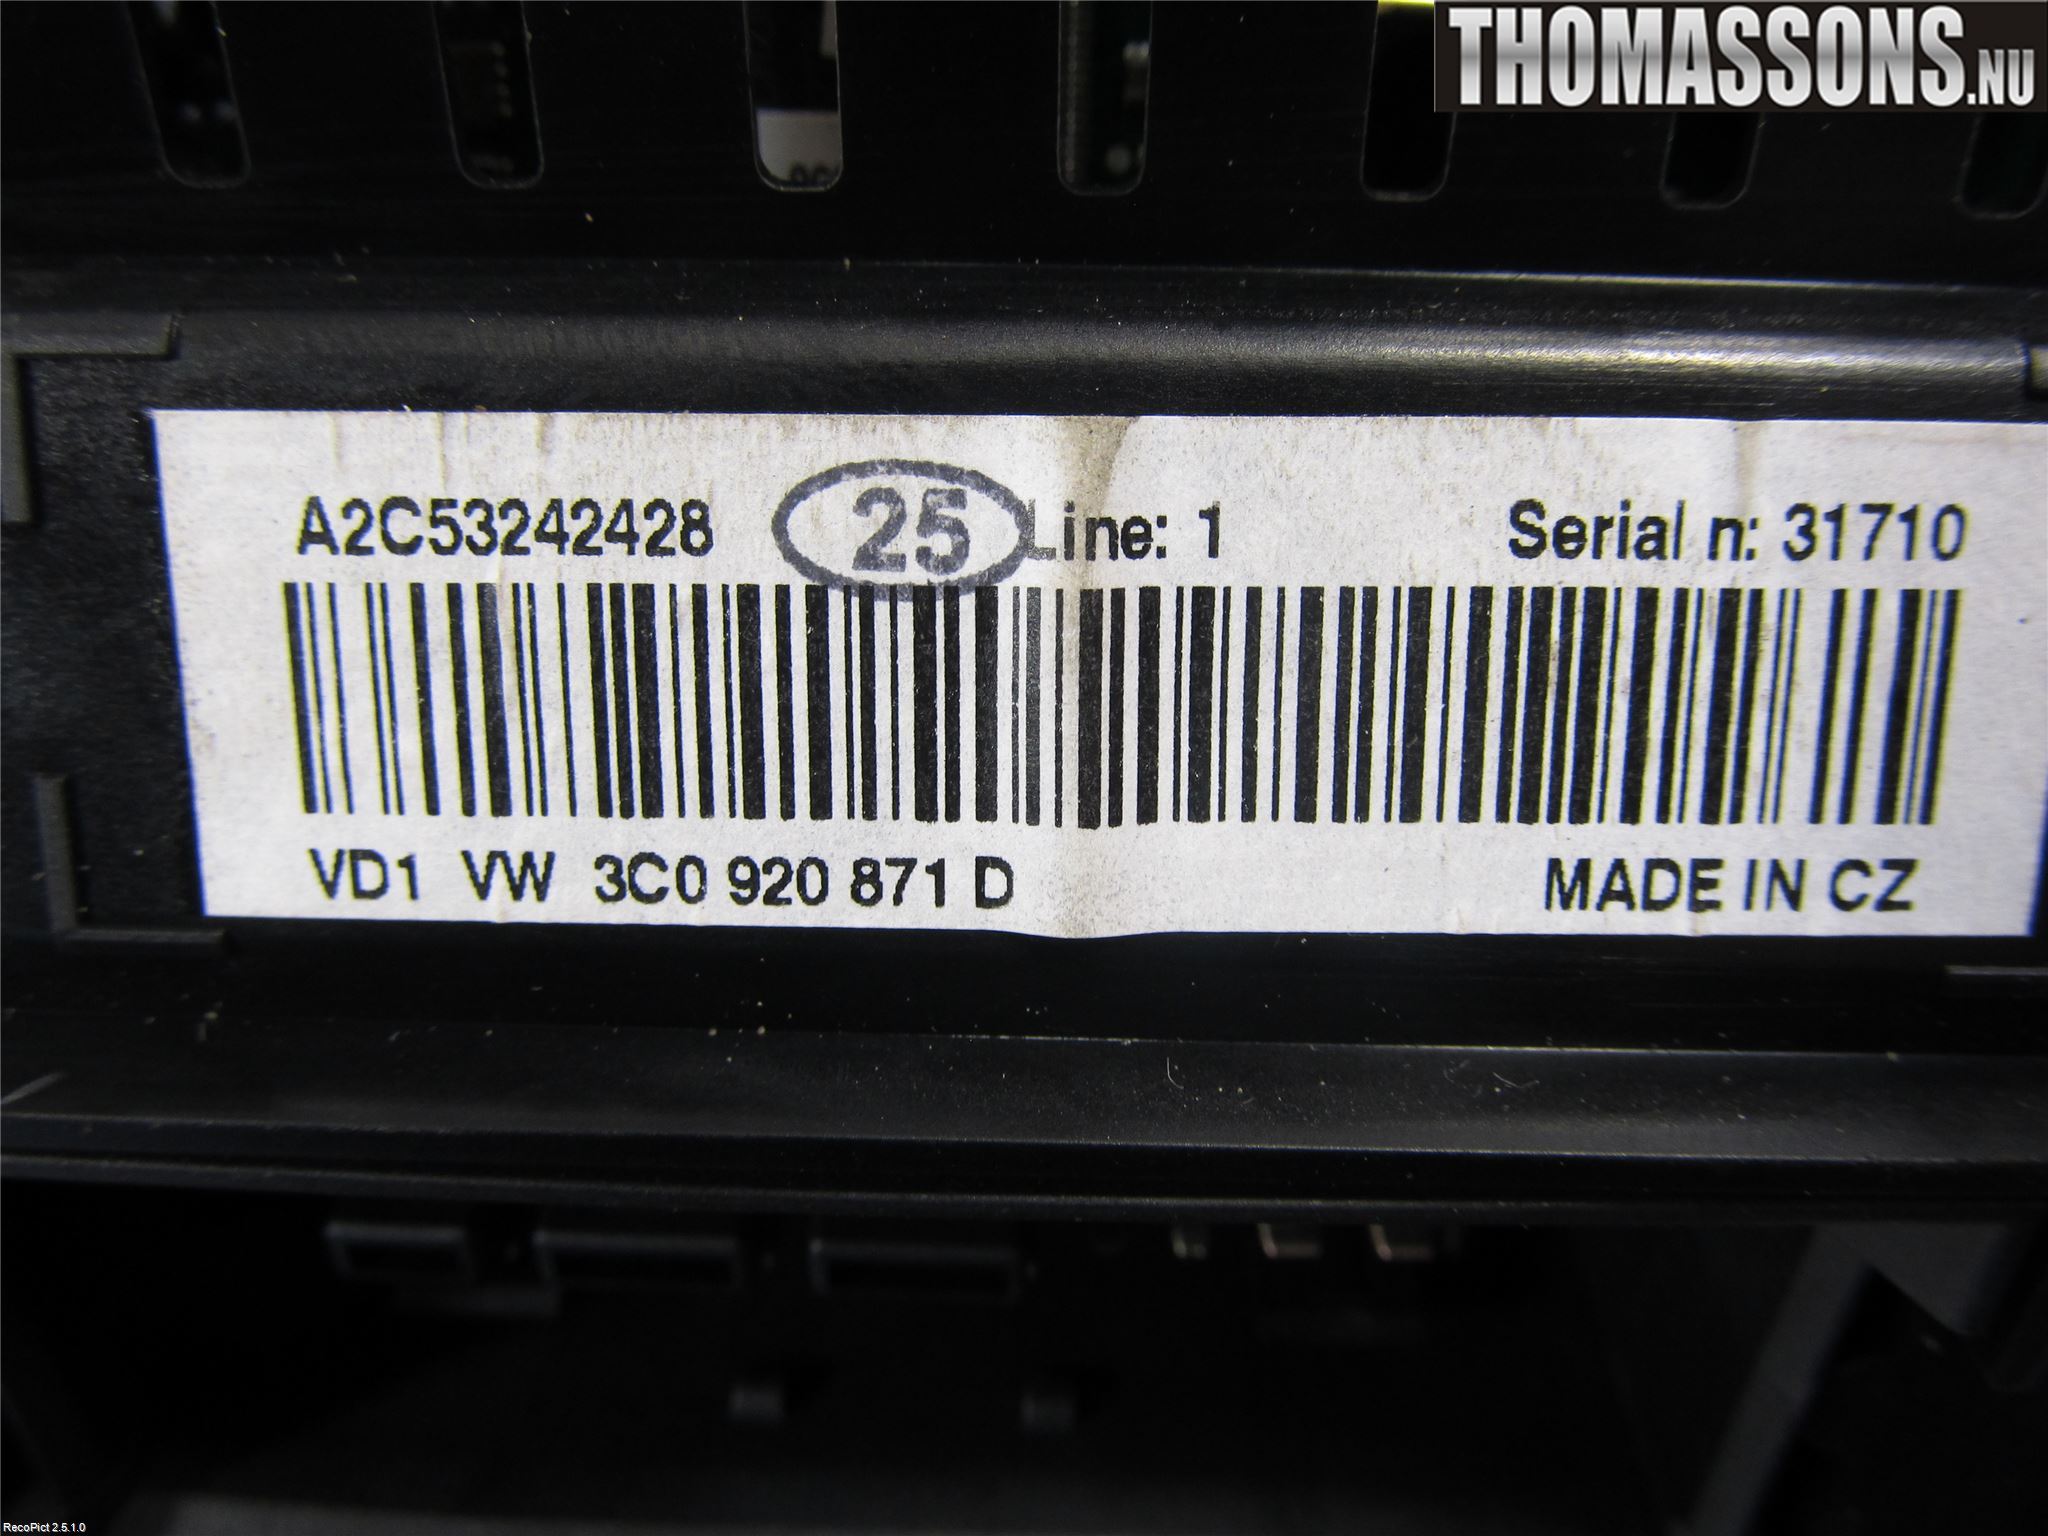 THOMASSONS.NU
A2C53242428 25 Line: 1 Serial n: 31710
VD1 VW 3C0 920 871 D MADE IN CZ
RecoPict 2.5.1.0